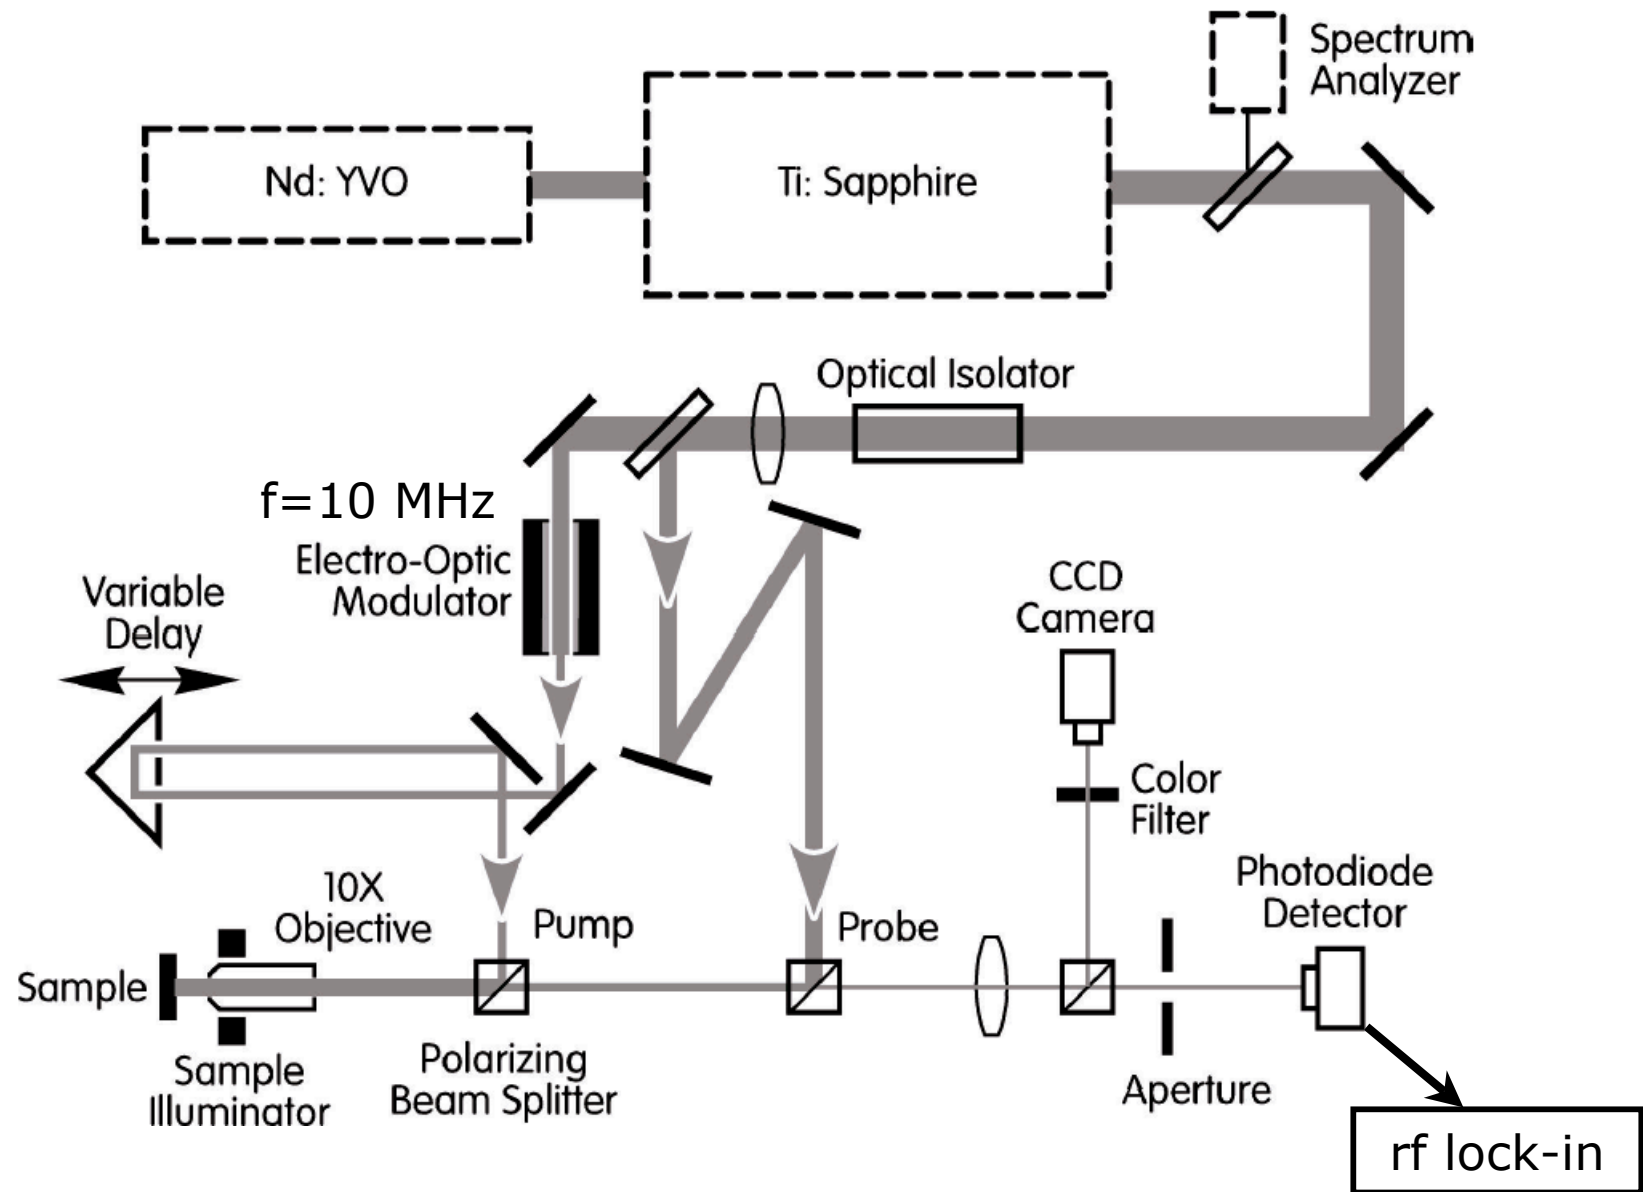 Spectrum
Analyzer
Nd: YVO
Ti: Sapphire
Optical Isolator
f=10 MHz
Electro-Optic
Modulator
Variable
Delay
CCD
Camera
Color
Filter
Photodiode
Detector
10X
Objective
Pump
Probe
Sample
Polarizing
Beam Splitter
Sample
Illuminator
Aperture
rf lock-in